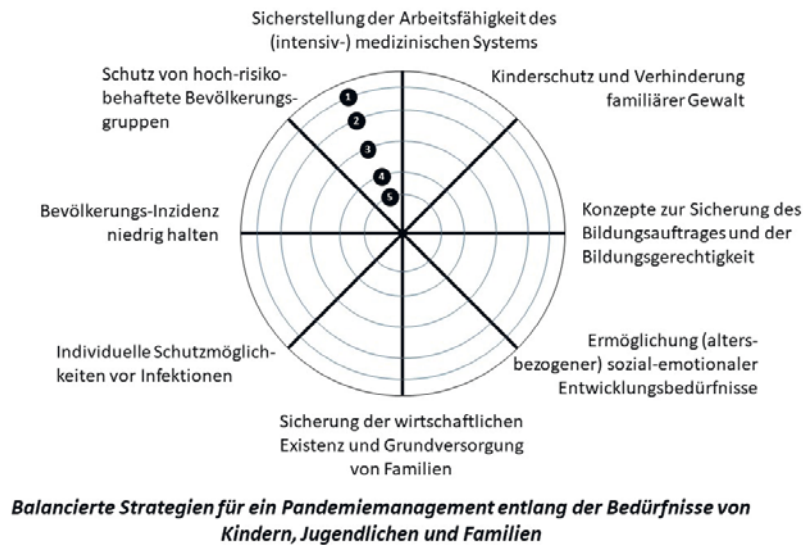 Sicherstellung der Arbeitsfähigkeit des
(intensiv-) medizinischen Systems
Schutz von hoch-risiko-
behaftete Bevölkerungs-
gruppen
Kinderschutz und Verhinderung
familiärer Gewalt
1
2
3
4
5
Bevölkerungs-Inzidenz
niedrig halten
Konzepte zur Sicherung des
Bildungsauftrages und der
Bildungsgerechtigkeit
Individuelle Schutzmöglich-
keiten vor Infektionen
Ermöglichung (alters-
bezogener) sozial-emotionaler
Entwicklungsbedürfnisse
Sicherung der wirtschaftlichen
Existenz und Grundversorgung
von Familien
Balancierte Strategien für ein Pandemiemanagement entlang der Bedürfnisse von
Kindern, Jugendlichen und Familien